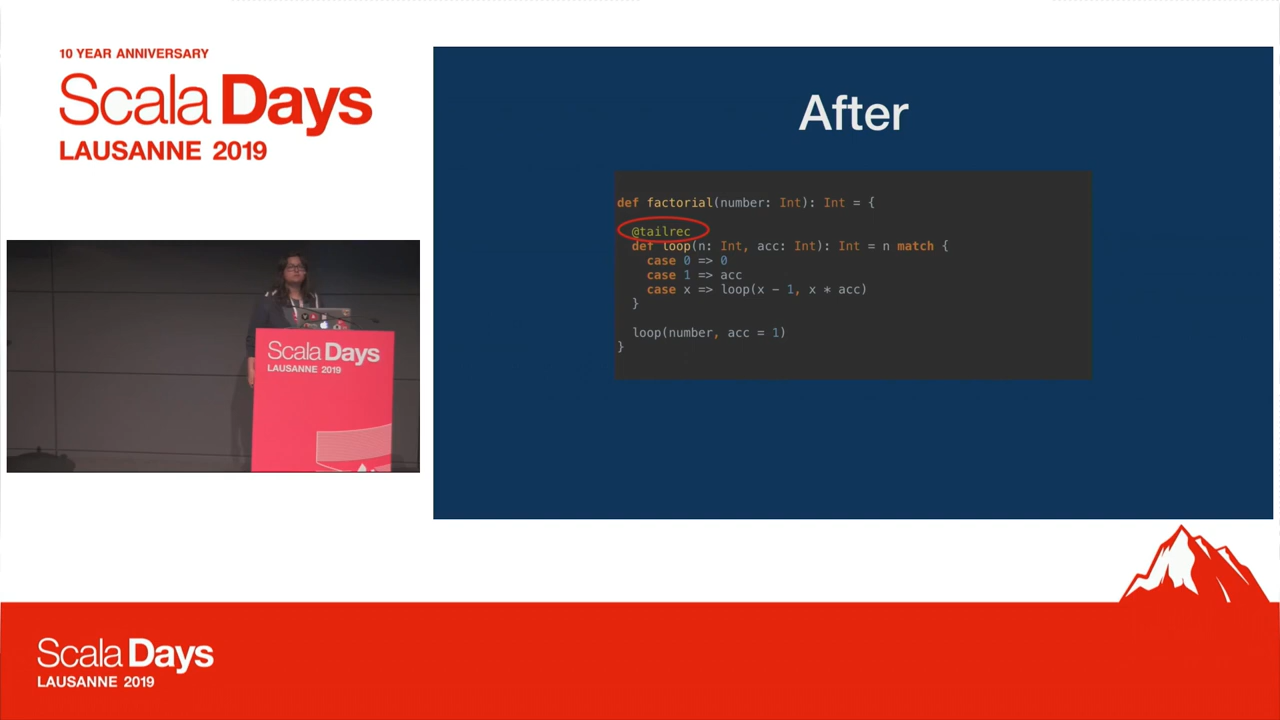 10 YEAR ANNIVERSARY
Scala Days
LAUSANNE 2019
After
def factorial(number: Int): Int = {
@tailrec
def loop(n: Int, acc: Int): Int = n match {
case 0 => 0
case 1 => acc
case x => loop(x - 1, x * acc)
}
loop(number, acc = 1)
}
Scala Days
LAUSANNE 2019
Scala Days
LAUSANNE 2019